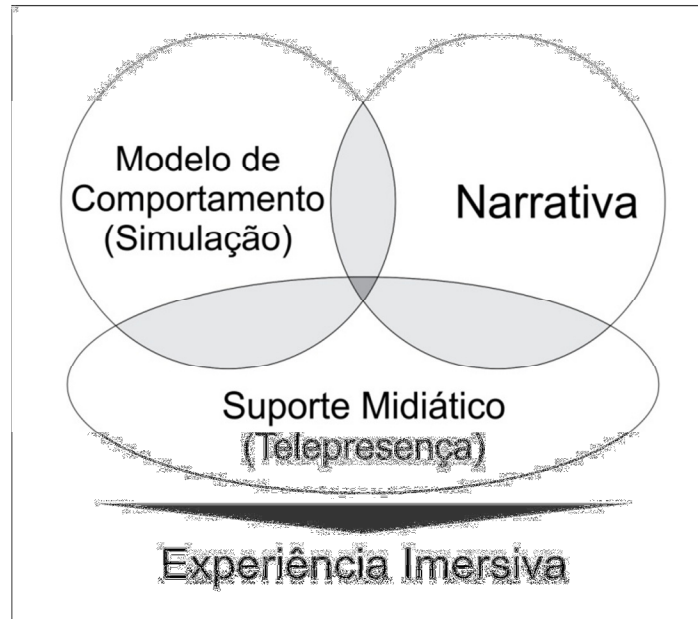 Modelo de
Comportamento
(Simulação)
Narrativa
Suporte Midiático
(Telepresença)
Experiência Imersiva